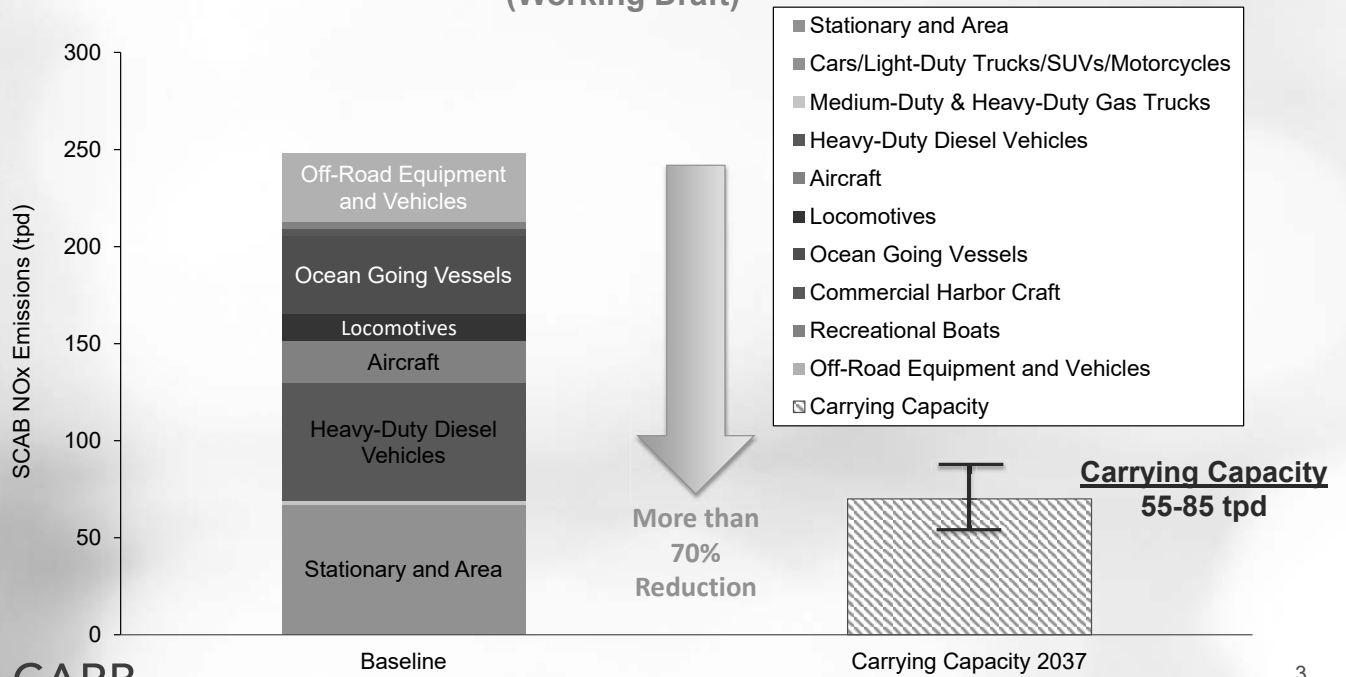 (Working Draft)
Stationary and Area
Cars/Light-Duty Trucks/SUVs/Motorcycles
Medium-Duty & Heavy-Duty Gas Trucks
Heavy-Duty Diesel Vehicles
Aircraft
Locomotives
Ocean Going Vessels
Commercial Harbor Craft
Recreational Boats
Off-Road Equipment and Vehicles
Carrying Capacity
SCAB NOx Emissions (tpd)
300
250
200
150
100
50
0
Off-Road Equipment
and Vehicles
Ocean Going Vessels
Locomotives
Aircraft
Heavy-Duty Diesel
Vehicles
Stationary and Area
More than
70%
Reduction
Carrying Capacity
55-85 tpd
Baseline
Carrying Capacity 2037
CARB
3